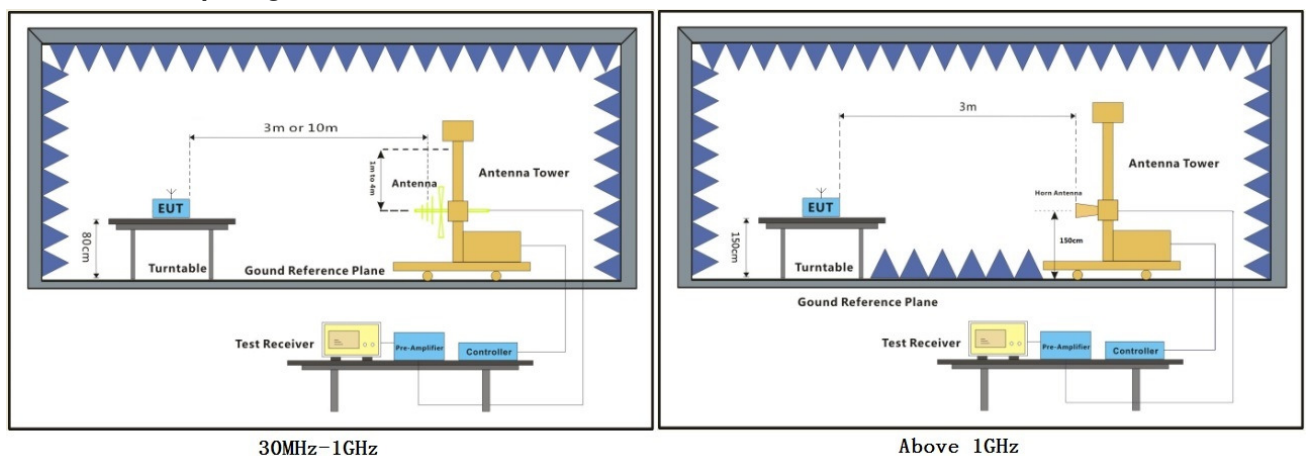 3m or 10m
1m to 4m
Antenna
Antenna Tower
EUT
80cm
Turntable
Gound Reference Plane
Test Receiver
Pre-Amplifier
Controller
30MHz-1GHz
3m
Antenna Tower
Horn Antenna
EUT
150cm
150cm
Turntable
Gound Reference Plane
Test Receiver
Pre-Amplifier
Controller
Above 1GHz